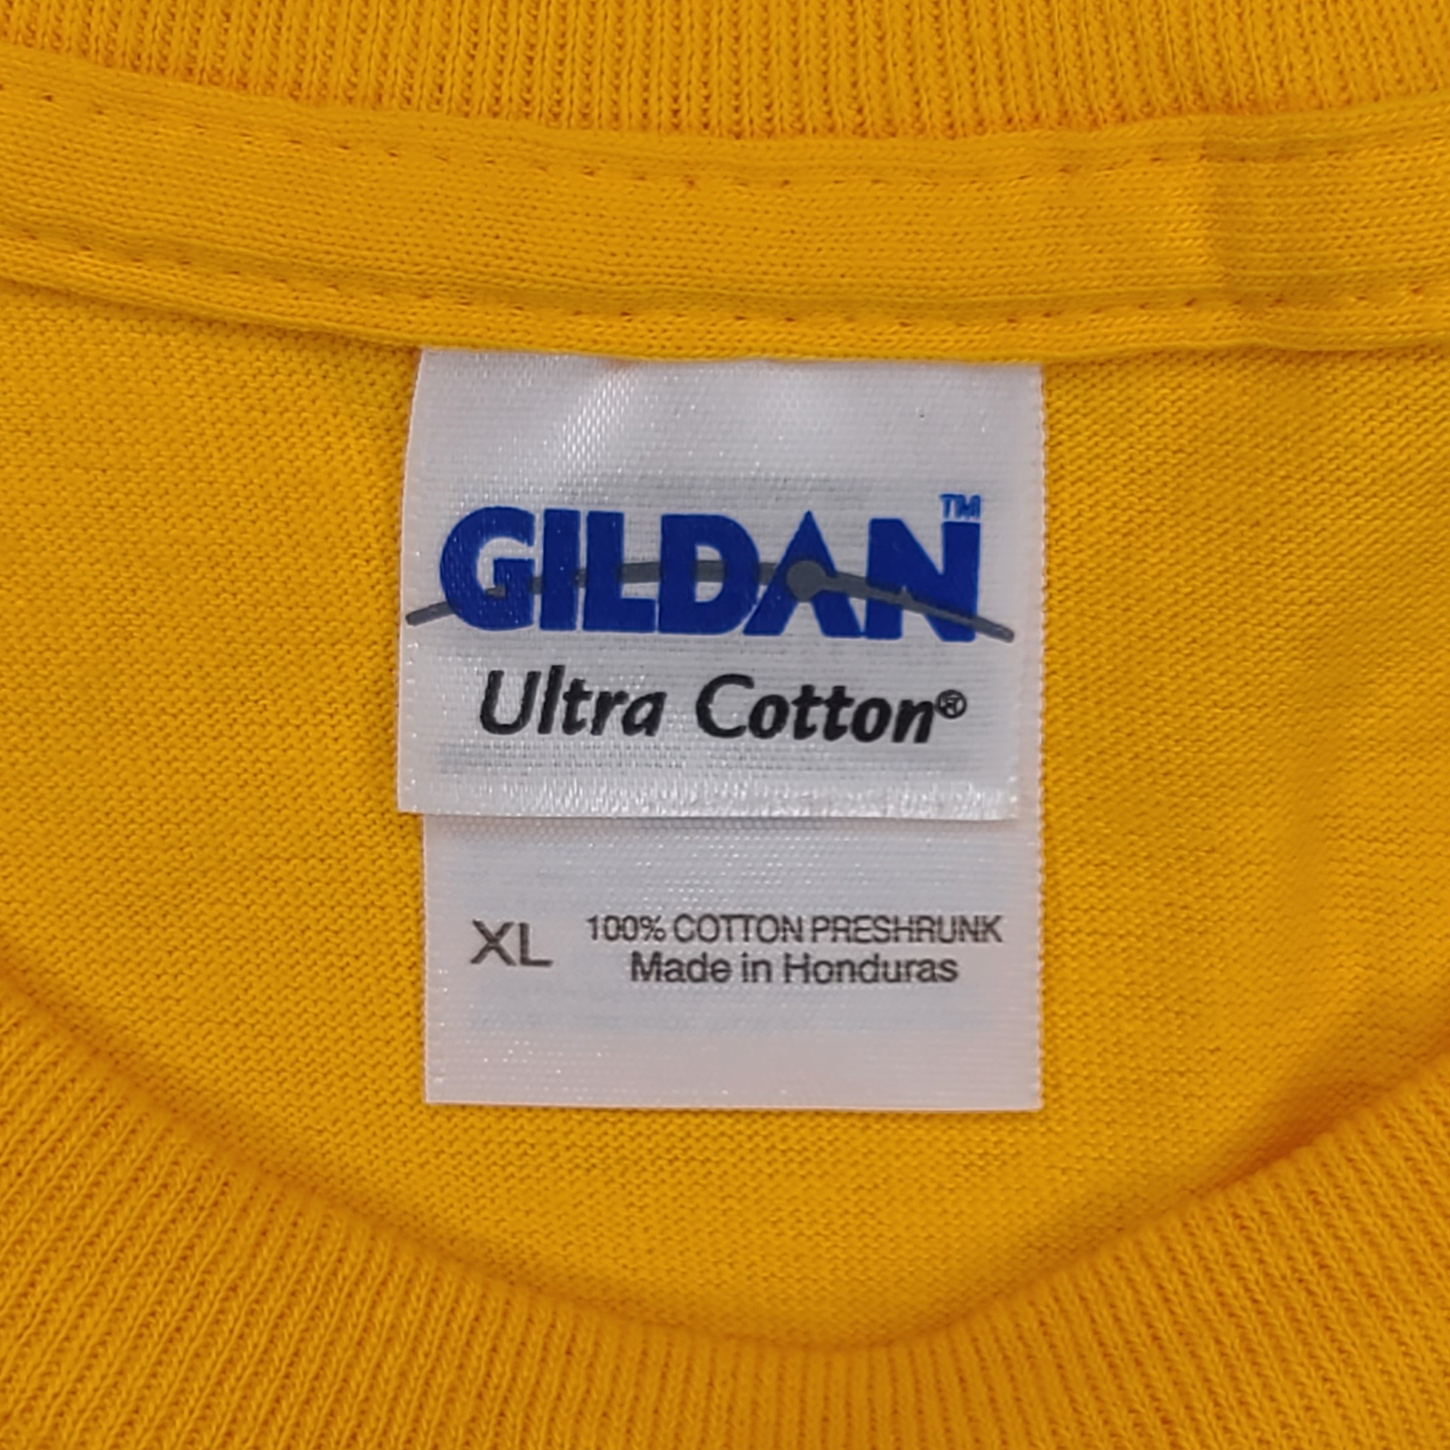 GILDAN™
Ultra Cotton®
XL
100% COTTON PRESHRUNK
Made in Honduras